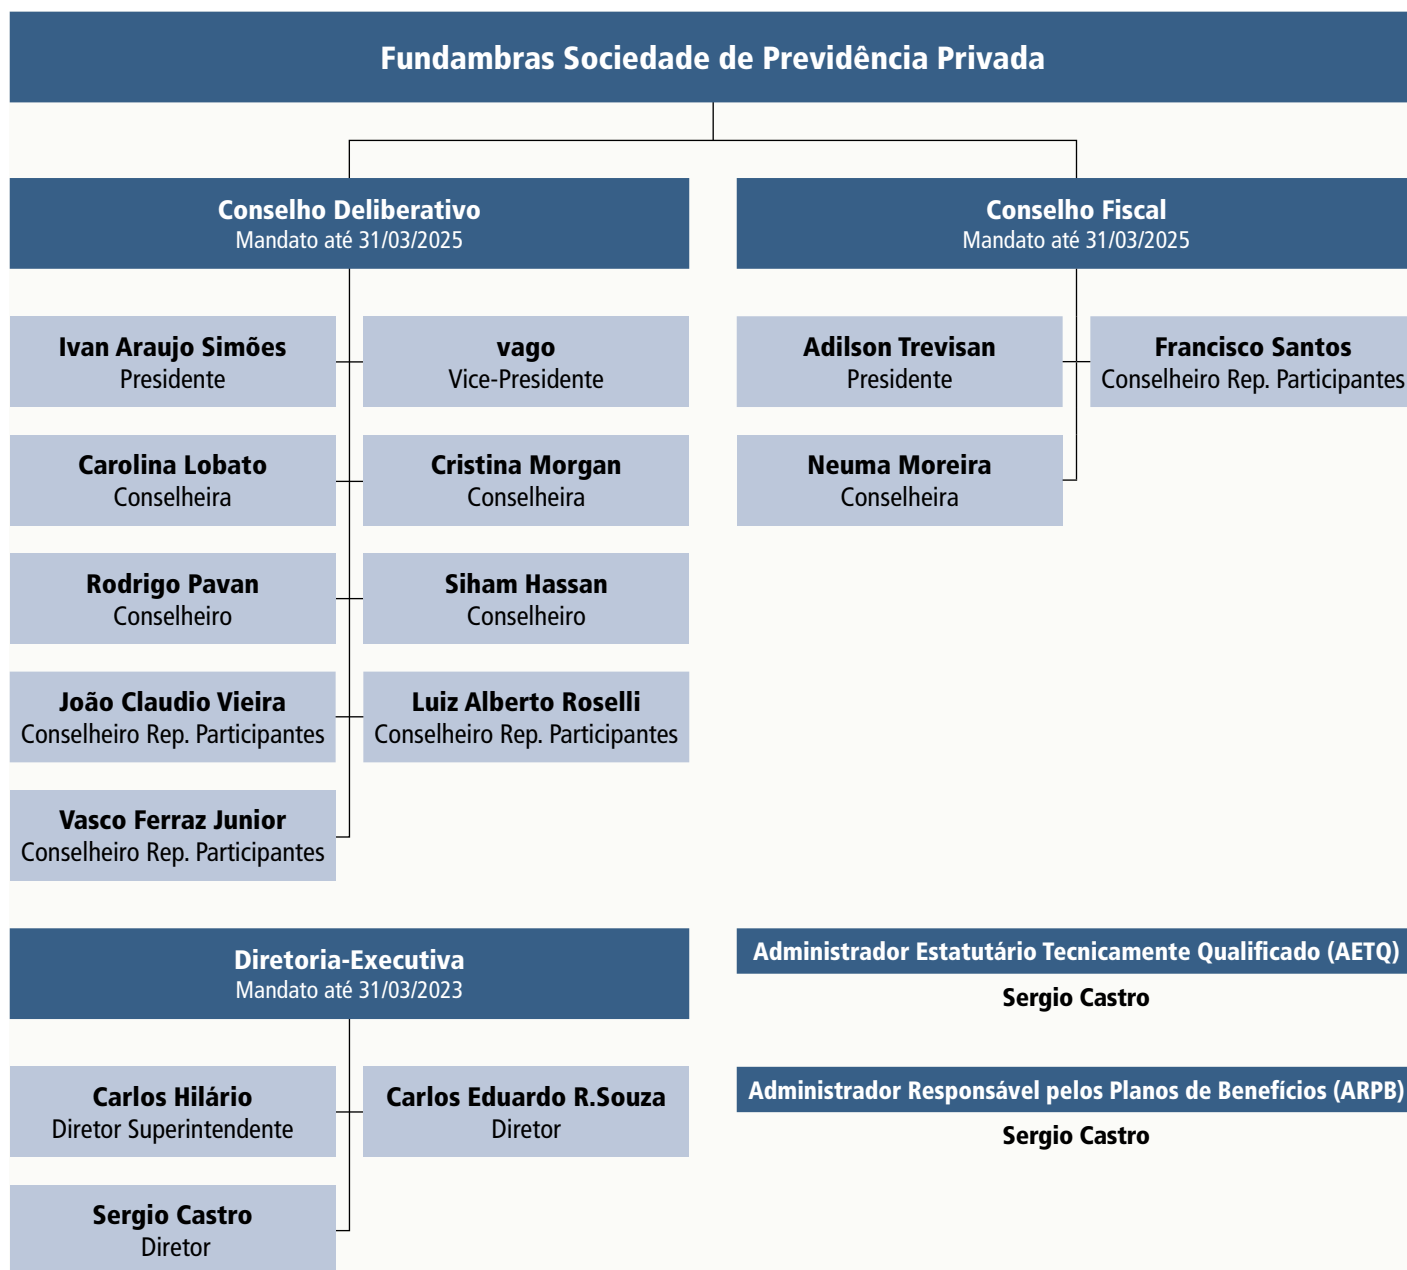 Fundambras Sociedade de Previdência Privada
Conselho Deliberativo
Mandato até 31/03/2025
Ivan Araujo Simões
Presidente
vago
Vice-Presidente
Carolina Lobato
Conselheira
Cristina Morgan
Conselheira
Rodrigo Pavan
Conselheiro
Siham Hassan
Conselheiro
João Claudio Vieira
Conselheiro Rep. Participantes
Luiz Alberto Roselli
Conselheiro Rep. Participantes
Vasco Ferraz Junior
Conselheiro Rep. Participantes
Conselho Fiscal
Mandato até 31/03/2025
Adilson Trevisan
Presidente
Francisco Santos
Conselheiro Rep. Participantes
Neuma Moreira
Conselheira
Diretoria-Executiva
Mandato até 31/03/2023
Carlos Hilário
Diretor Superintendente
Carlos Eduardo R.Souza
Diretor
Sergio Castro
Diretor
Administrador Estatutário Tecnicamente Qualificado (AETQ)
Sergio Castro
Administrador Responsável pelos Planos de Benefícios (ARPB)
Sergio Castro